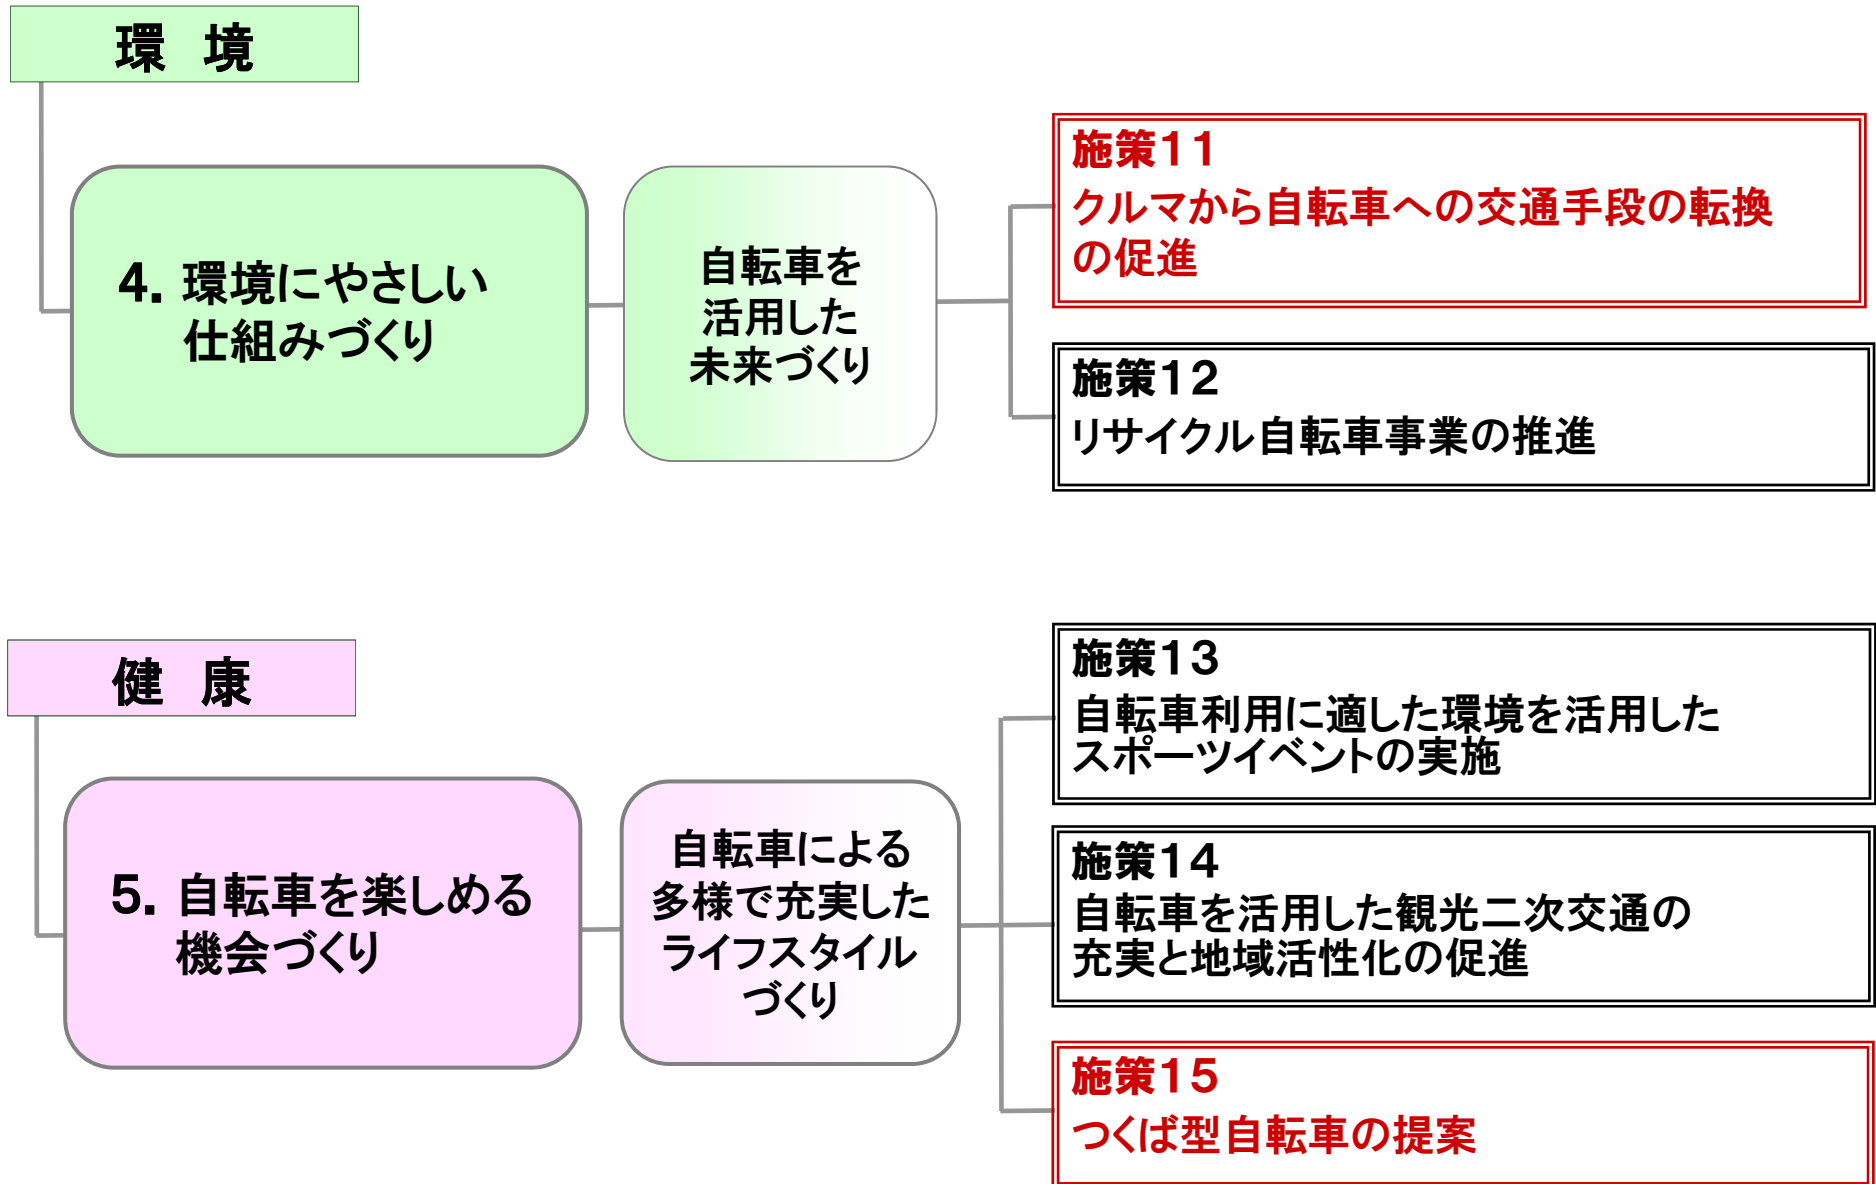 環 境
4. 環境にやさしい
仕組みづくり
自転車を
活用した
未来づくり
施策11
クルマから自転車への交通手段の転換
の促進
施策12
リサイクル自転車事業の推進
健 康
5. 自転車を楽しめる
機会づくり
自転車による
多様で充実した
ライフスタイル
づくり
施策13
自転車利用に適した環境を活用した
スポーツイベントの実施
施策14
自転車を活用した観光二次交通の
充実と地域活性化の促進
施策15
つくば型自転車の提案